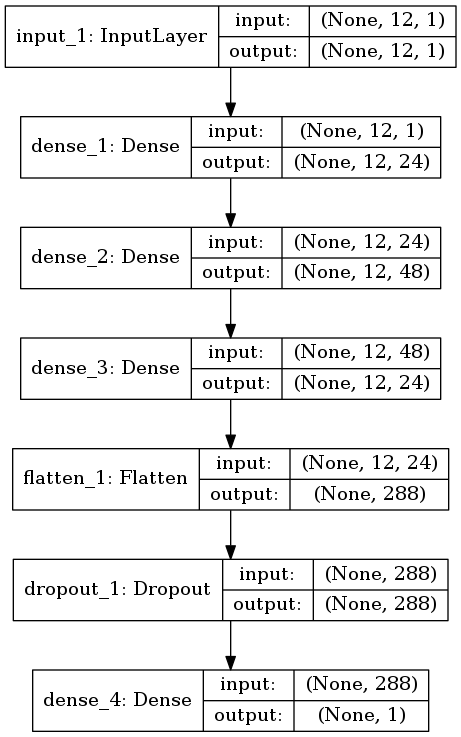 input_1: InputLayer
input: (None, 12, 1)
output: (None, 12, 1)
dense_1: Dense
input: (None, 12, 1)
output: (None, 12, 24)
dense_2: Dense
input: (None, 12, 24)
output: (None, 12, 48)
dense_3: Dense
input: (None, 12, 48)
output: (None, 12, 24)
flatten_1: Flatten
input: (None, 12, 24)
output: (None, 288)
dropout_1: Dropout
input: (None, 288)
output: (None, 288)
dense_4: Dense
input: (None, 288)
output: (None, 1)